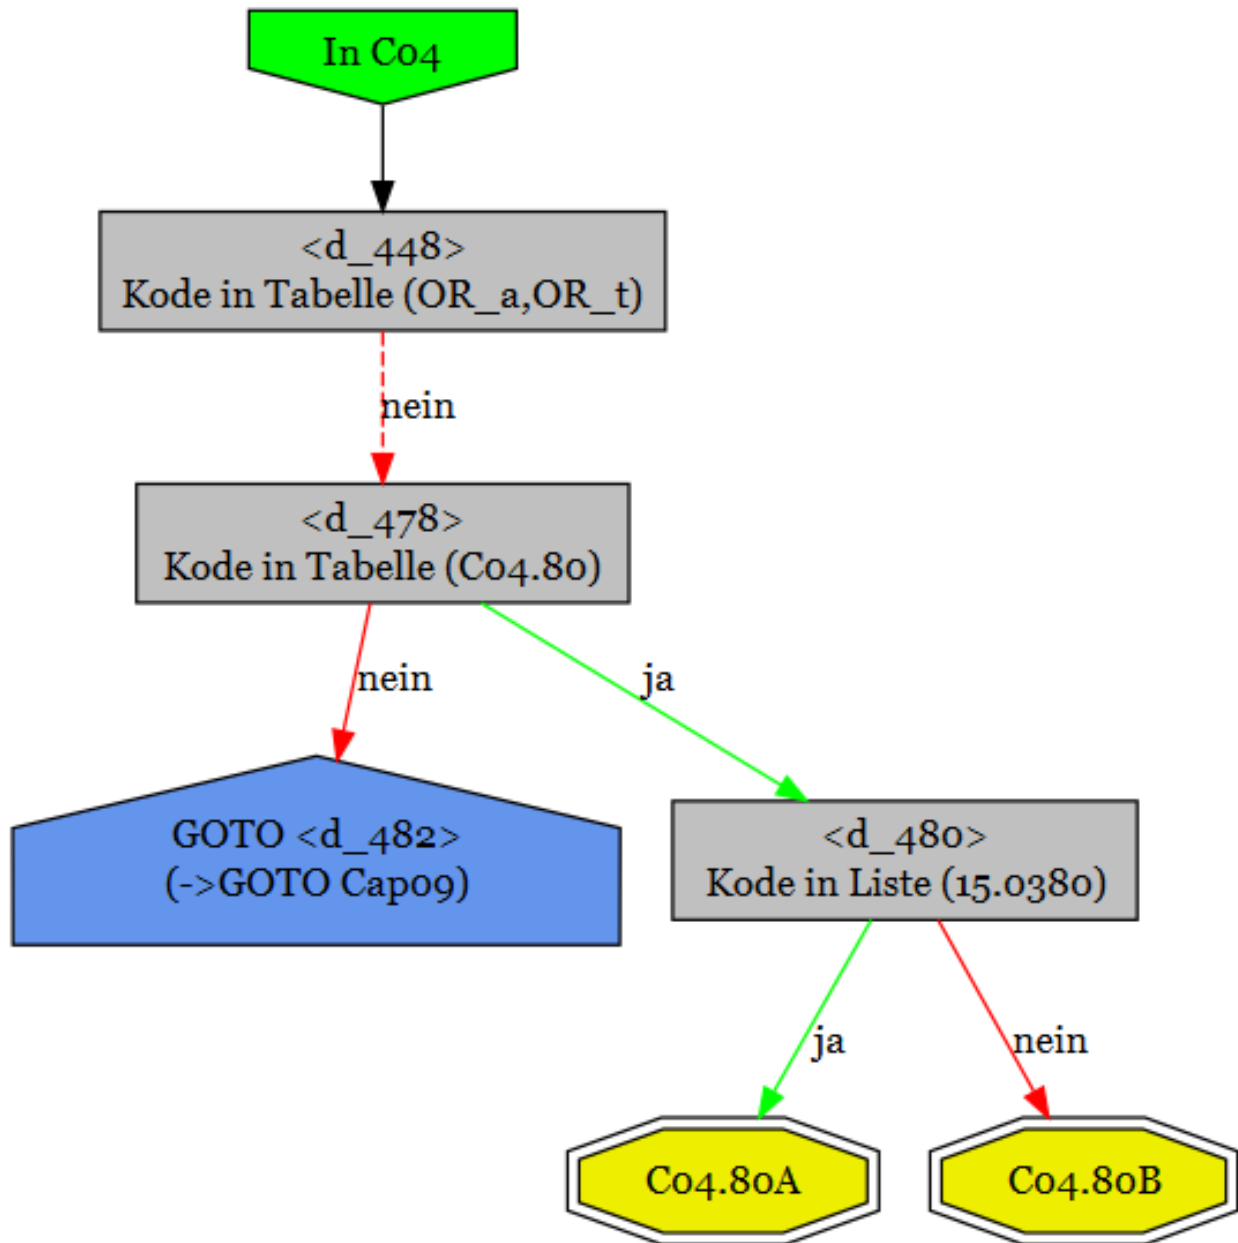 In C04
<d_448>
Kode in Tabelle (OR_a,OR_t)
nein
<d_478>
Kode in Tabelle (C04.80)
nein
ja
GOTO <d_482>
(->GOTO Cap09)
<d_480>
Kode in Liste (15.0380)
ja
nein
C04.80A
C04.80B